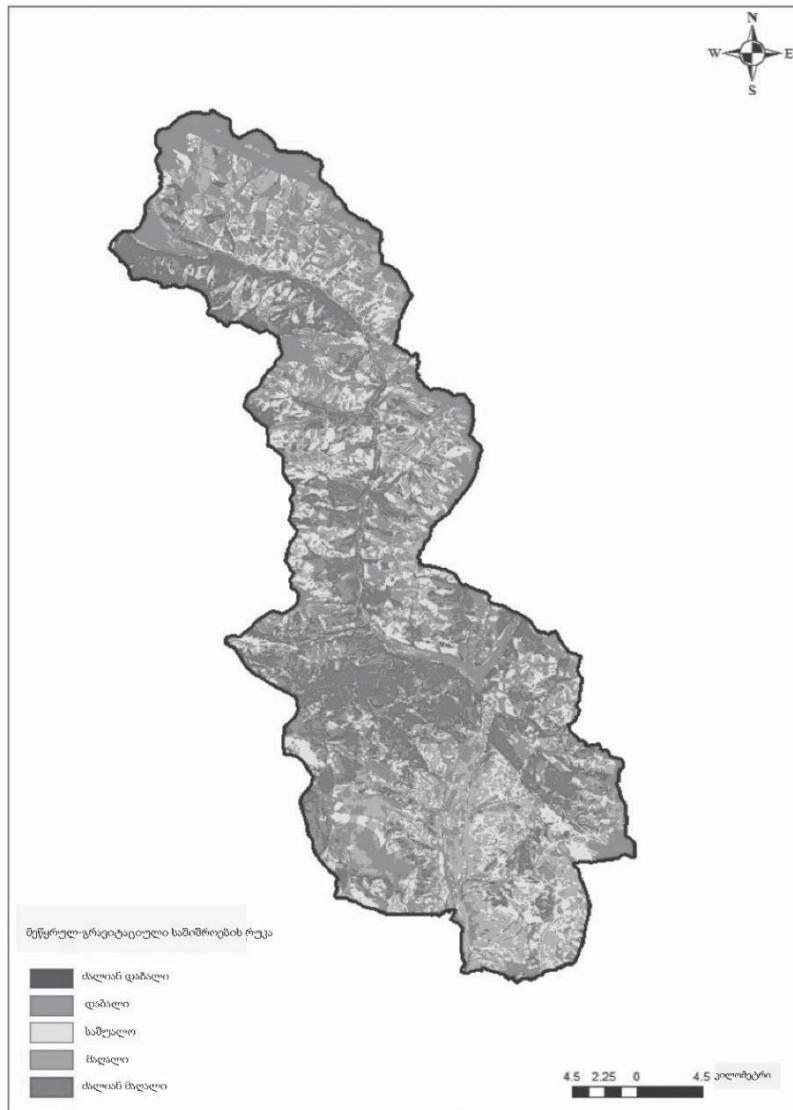 N
W E
S
მეწყრულ-გრავიტაციული საშიშროების რუკა
ძალიან დაბალი
დაბალი
საშუალო
მაღალი
ძალიან მაღალი
4.5 2.25 0 4.5 კილომეტრი